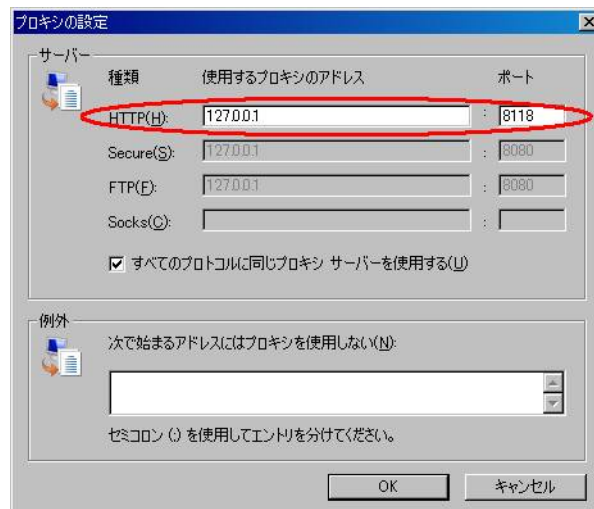 プロキシの設定
サーバー
種類 使用するプロキシのアドレス ポート
HTTP(H): 127.0.0.1 : 8118
Secure(S): 127.0.0.1 : 8080
FTP(F): 127.0.0.1 : 8080
Socks(C): :
すべてのプロトコルに同じプロキシ サーバーを使用する(U)
例外
次で始まるアドレスにはプロキシを使用しない(N):
セミコロン (;) を使用してエントリを分けてください。
OK キャンセル